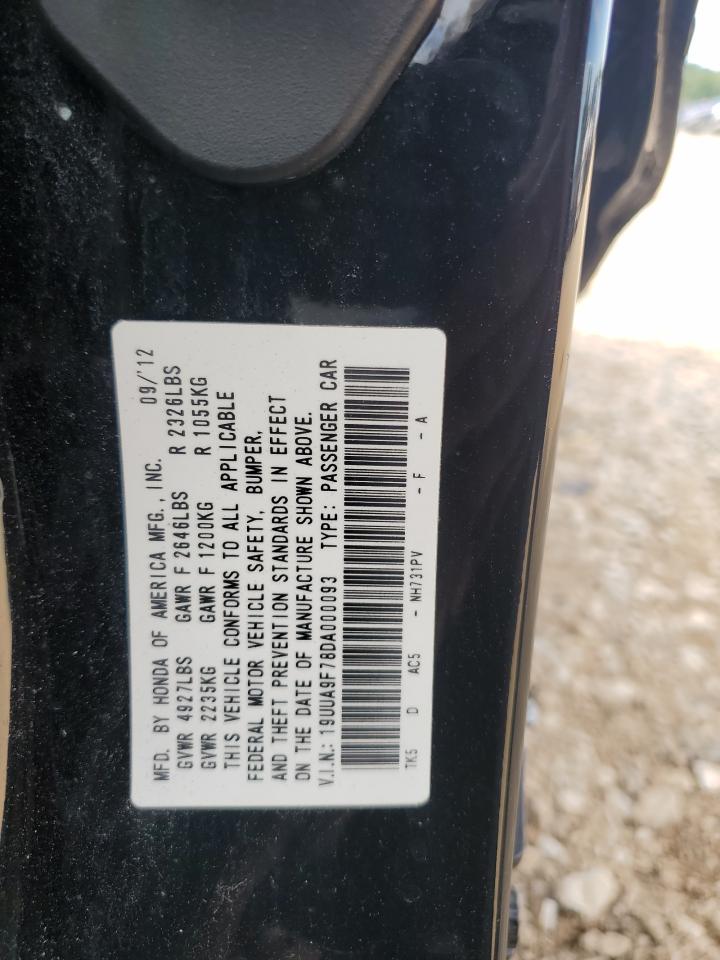 MFD. BY HONDA OF AMERICA MFG., INC. 09/'12
GVWR 4927LBS GAWR F 2646LBS R 2326LBS
GVWR 2235KG GAWR F 1200KG R 1055KG
THIS VEHICLE CONFORMS TO ALL APPLICABLE
FEDERAL MOTOR VEHICLE SAFETY, BUMPER,
AND THEFT PREVENTION STANDARDS IN EFFECT
ON THE DATE OF MANUFACTURE SHOWN ABOVE.
V.I.N.: 19UUA9F78DA000093 TYPE: PASSENGER CAR
TK5 D AC5 - NH731PV - F - A